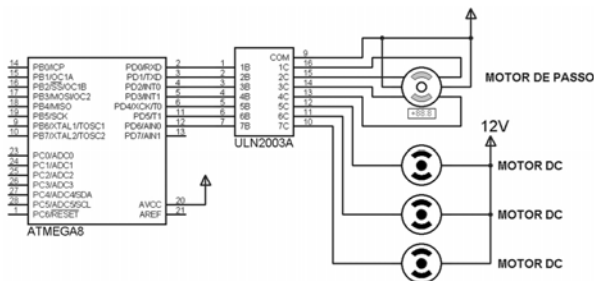 14 PB0/ICP PD0/RXD 2 1 1B COM 9
15 PB1/OC1A PD1/TXD 3 2 2B 1C 16
16 PB2/SS/OC1B PD2/INT0 4 3 3B 2C 15
17 PB3/MOSI/OC2 PD3/INT1 5 4 4B 3C 14
18 PB4/MISO PD4/XCK/T0 6 5 5B 4C 13
19 PB5/SCK PD5/T1 11 6 6B 5C 12
9 PB6/XTAL1/TOSC1 PD6/AIN0 12 7 7B 6C 11
10 PB7/XTAL2/TOSC2 PD7/AIN1 13 7C 10
ULN2003A
MOTOR DE PASSO
+88.8
12V
23 PC0/ADC0
24 PC1/ADC1
25 PC2/ADC2
26 PC3/ADC3
27 PC4/ADC4/SDA
28 PC5/ADC5/SCL AVCC 20
1 PC6/RESET AREF 21
ATMEGA8
MOTOR DC
MOTOR DC
MOTOR DC